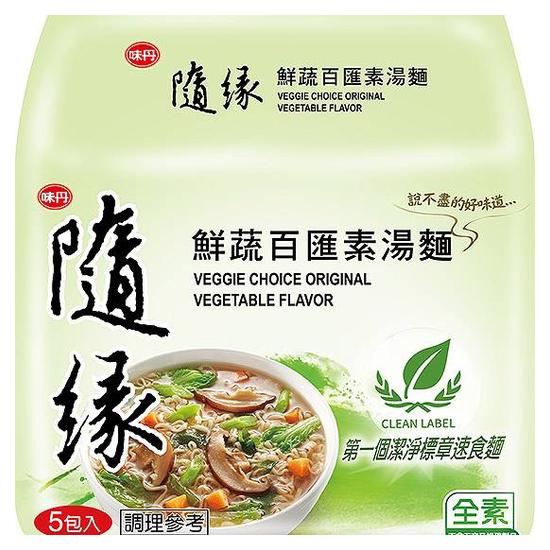 味丹
隨緣
鮮蔬百匯素湯麵
VEGGIE CHOICE ORIGINAL
VEGETABLE FLAVOR
味丹
說不盡的好味道...
隨緣
鮮蔬百匯素湯麵
VEGGIE CHOICE ORIGINAL
VEGETABLE FLAVOR
CLEAN LABEL
第一個潔淨標章速食麵
5包入
調理參考
全素